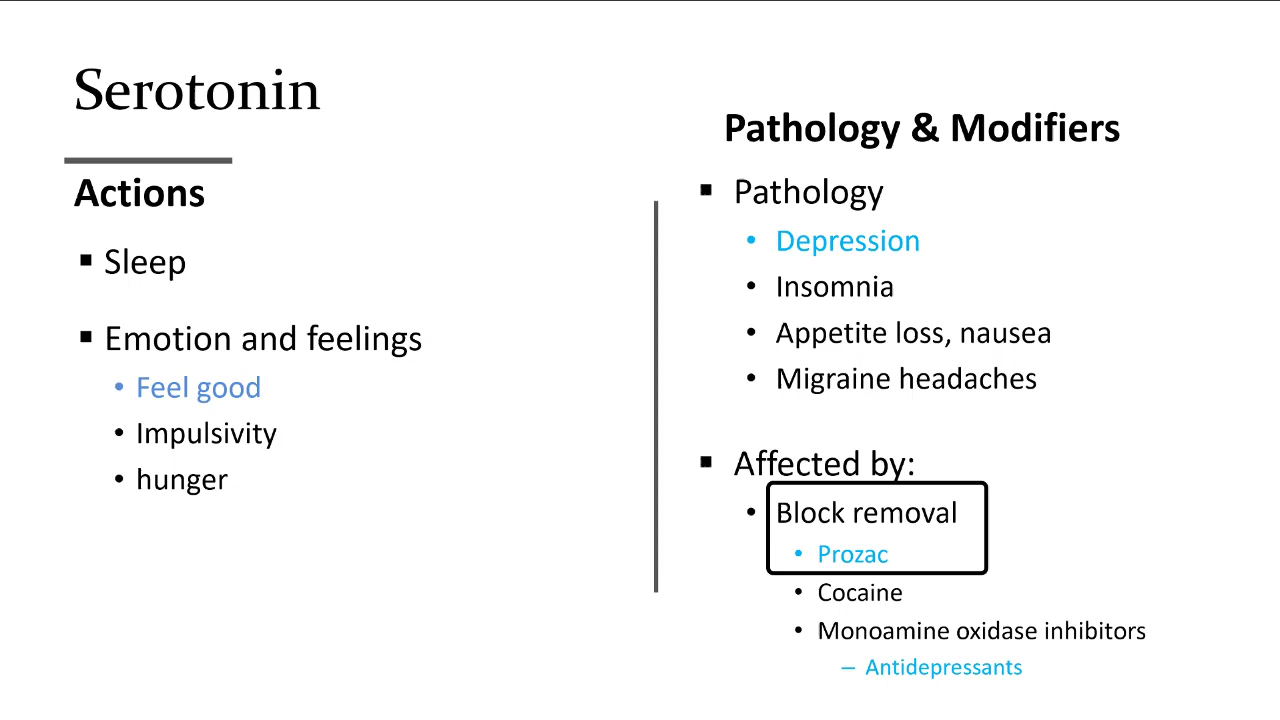 Serotonin
Actions
▪ Sleep
▪ Emotion and feelings
• Feel good
• Impulsivity
• hunger
Pathology & Modifiers
▪ Pathology
• Depression
• Insomnia
• Appetite loss, nausea
• Migraine headaches
▪ Affected by:
• Block removal
• Prozac
• Cocaine
• Monoamine oxidase inhibitors
– Antidepressants